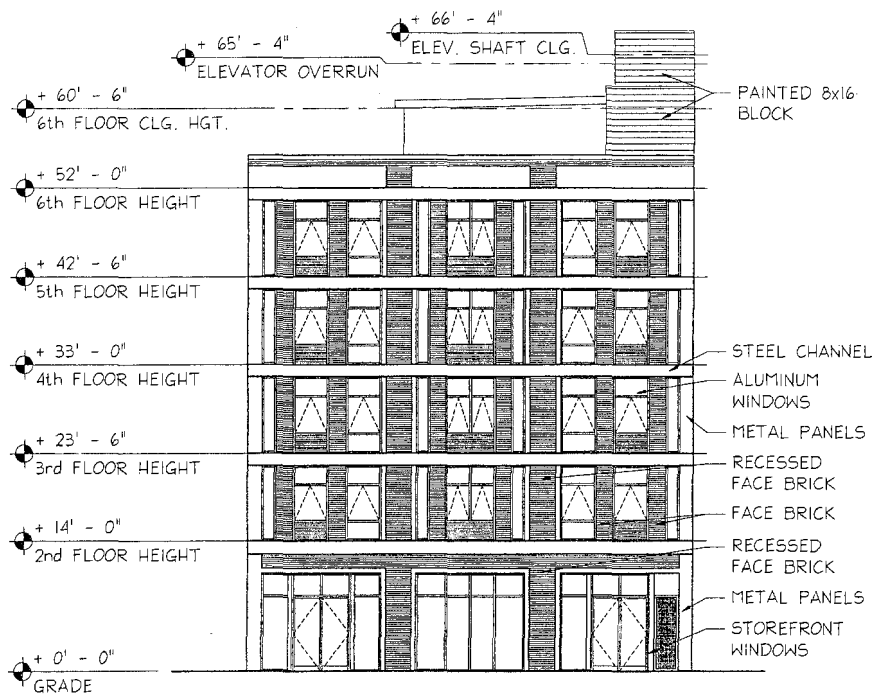 + 66' - 4"
ELEV. SHAFT CLG.
+ 65' - 4"
ELEVATOR OVERRUN
+ 60' - 6"
6th FLOOR CLG. HGT.
PAINTED 8x16
BLOCK
+ 52' - 0"
6th FLOOR HEIGHT
+ 42' - 6"
5th FLOOR HEIGHT
+ 33' - 0"
4th FLOOR HEIGHT
STEEL CHANNEL
ALUMINUM
WINDOWS
METAL PANELS
+ 23' - 6"
3rd FLOOR HEIGHT
RECESSED
FACE BRICK
FACE BRICK
+ 14' - 0"
2nd FLOOR HEIGHT
RECESSED
FACE BRICK
METAL PANELS
STOREFRONT
WINDOWS
+ 0' - 0"
GRADE